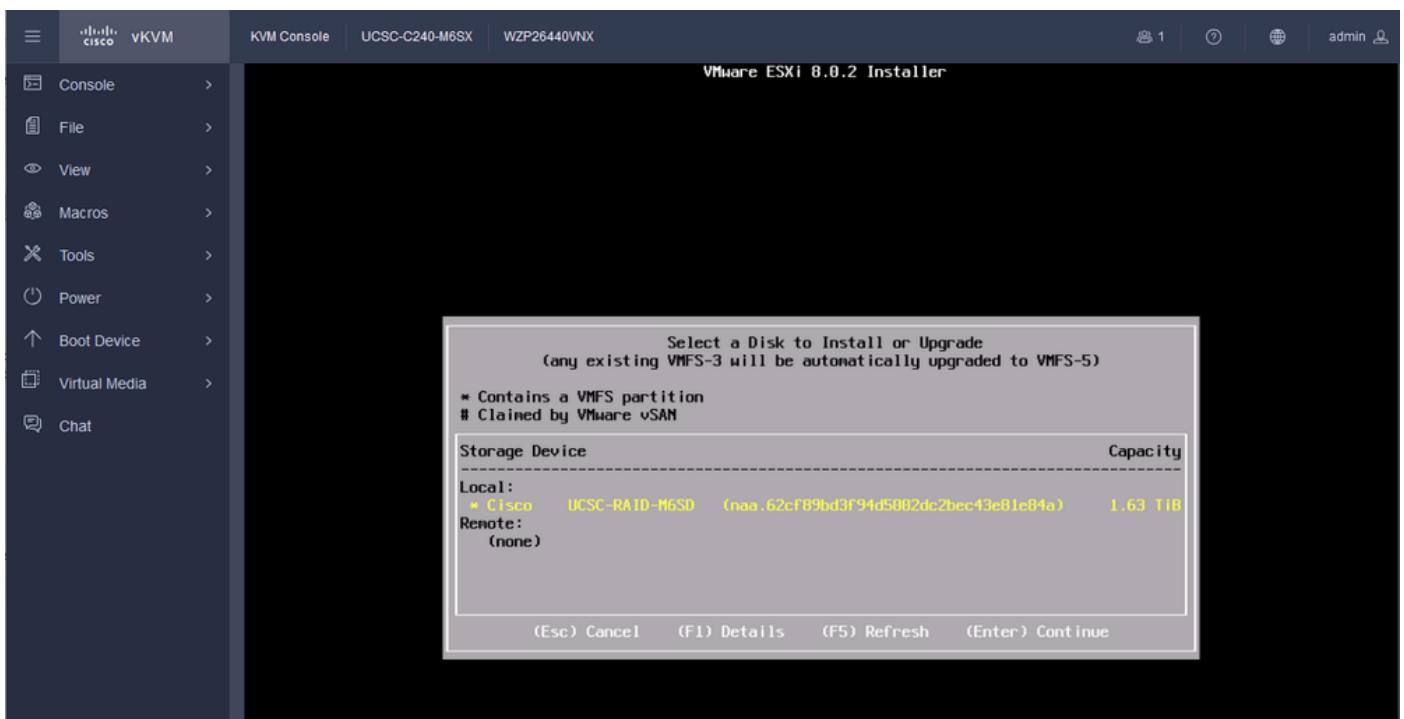 cisco vKVM KVM Console UCSC-C240-M6SX WZP26440VNX 1 admin
VMware ESXi 8.0.2 Installer
Console
File
View
Macros
Tools
Power
Boot Device
Virtual Media
Chat
Select a Disk to Install or Upgrade
(any existing VMFS-3 will be automatically upgraded to VMFS-5)
* Contains a VMFS partition
# Claimed by VMware vSAN
Storage Device Capacity
Local:
* Cisco UCSC-RAID-M6SD (naa.62cf89bd3f94d5002dc2bec43e81e84a) 1.63 TiB
Remote:
(none)
(Esc) Cancel (F1) Details (F5) Refresh (Enter) Continue